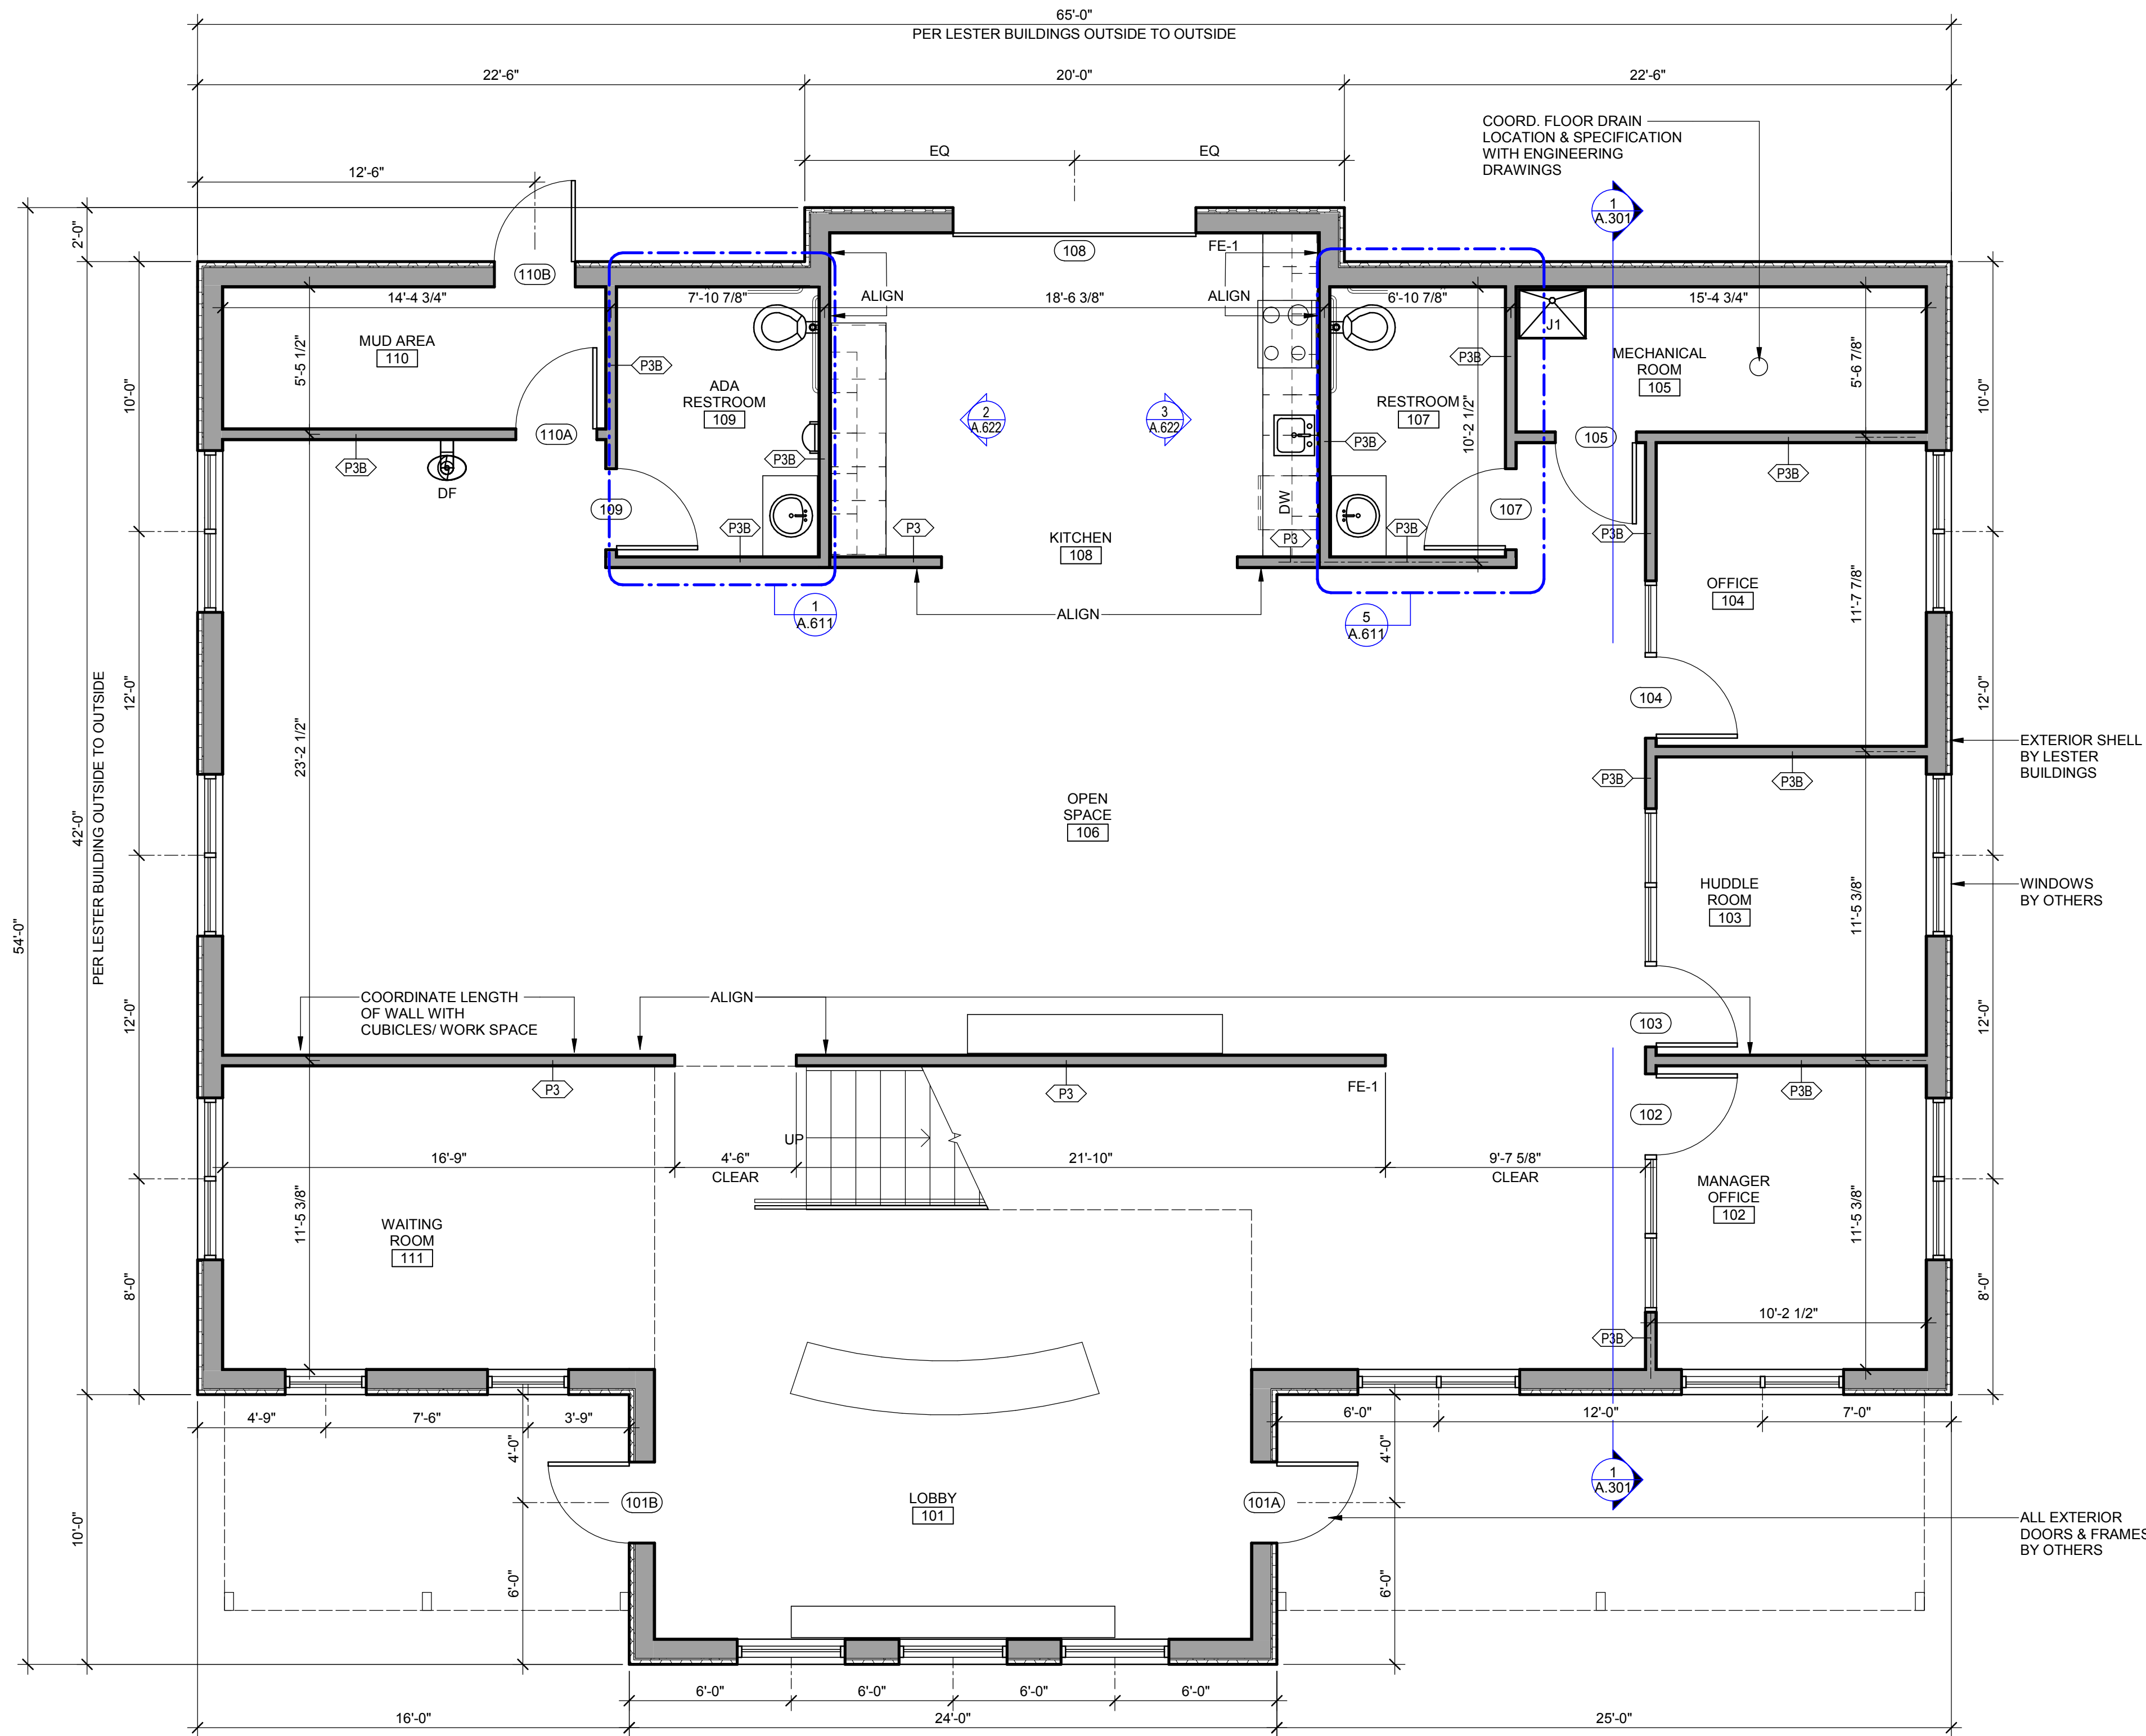 65'-0"
PER LESTER BUILDINGS OUTSIDE TO OUTSIDE
22'-6"
20'-0"
22'-6"
COORD. FLOOR DRAIN
LOCATION & SPECIFICATION
WITH ENGINEERING
DRAWINGS
EQ
EQ
12'-6"
1
A.301
2'-0"
110B
108
FE-1
14'-4 3/4"
7'-10 7/8"
ALIGN
18'-6 3/8"
ALIGN
6'-10 7/8"
15'-4 3/4"
J1
MUD AREA
110
5'-5 1/2"
P3B
P3B
MECHANICAL
ROOM
105
5'-6 7/8"
10'-0"
10'-0"
ADA
RESTROOM
109
2
A.622
3
A.622
RESTROOM
107
10'-2 1/2"
110A
105
P3B
P3B
P3B
P3B
DF
109
P3B
P3
DW
P3
P3B
107
P3B
KITCHEN
108
OFFICE
104
11'-7 7/8"
1
A.611
ALIGN
5
A.611
104
12'-0"
12'-0"
PER LESTER BUILDING OUTSIDE TO OUTSIDE
23'-2 1/2"
EXTERIOR SHELL
BY LESTER
BUILDINGS
P3B
P3B
OPEN
SPACE
106
42'-0"
54'-0"
HUDDLE
ROOM
103
11'-5 3/8"
WINDOWS
BY OTHERS
COORDINATE LENGTH
OF WALL WITH
CUBICLES/ WORK SPACE
ALIGN
12'-0"
12'-0"
103
P3
P3
FE-1
P3B
102
UP
16'-9"
4'-6"
CLEAR
21'-10"
9'-7 5/8"
CLEAR
MANAGER
OFFICE
102
11'-5 3/8"
11'-5 3/8"
WAITING
ROOM
111
8'-0"
8'-0"
10'-2 1/2"
P3B
4'-9"
7'-6"
3'-9"
6'-0"
12'-0"
7'-0"
4'-0"
4'-0"
1
A.301
LOBBY
101
101B
101A
ALL EXTERIOR
DOORS & FRAMES
BY OTHERS
10'-0"
6'-0"
6'-0"
6'-0"
6'-0"
6'-0"
6'-0"
16'-0"
24'-0"
25'-0"